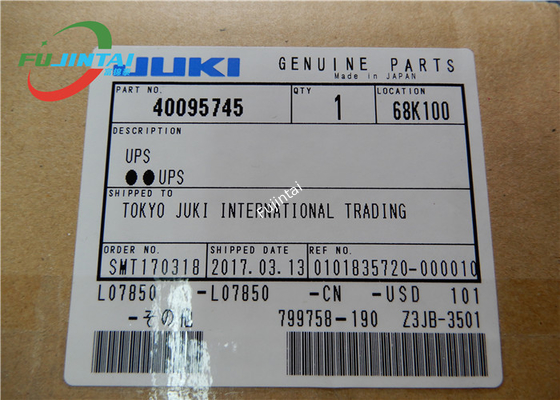 FUJINTAI
JUKI GENUINE PARTS
Made in JAPAN
PART NO. QTY LOCATION
40095745 1 68K100
DESCRIPTION
UPS
●●UPS
SHIPPED TO
TOKYO JUKI INTERNATIONAL TRADING
Fujintai
ORDER NO. SHIPPED DATE REF NO.
SMT170318 2017.03.13 0101835720-000010
L07850 -L07850 -CN -USD 101
-その他 799758-190 Z3JB-3501